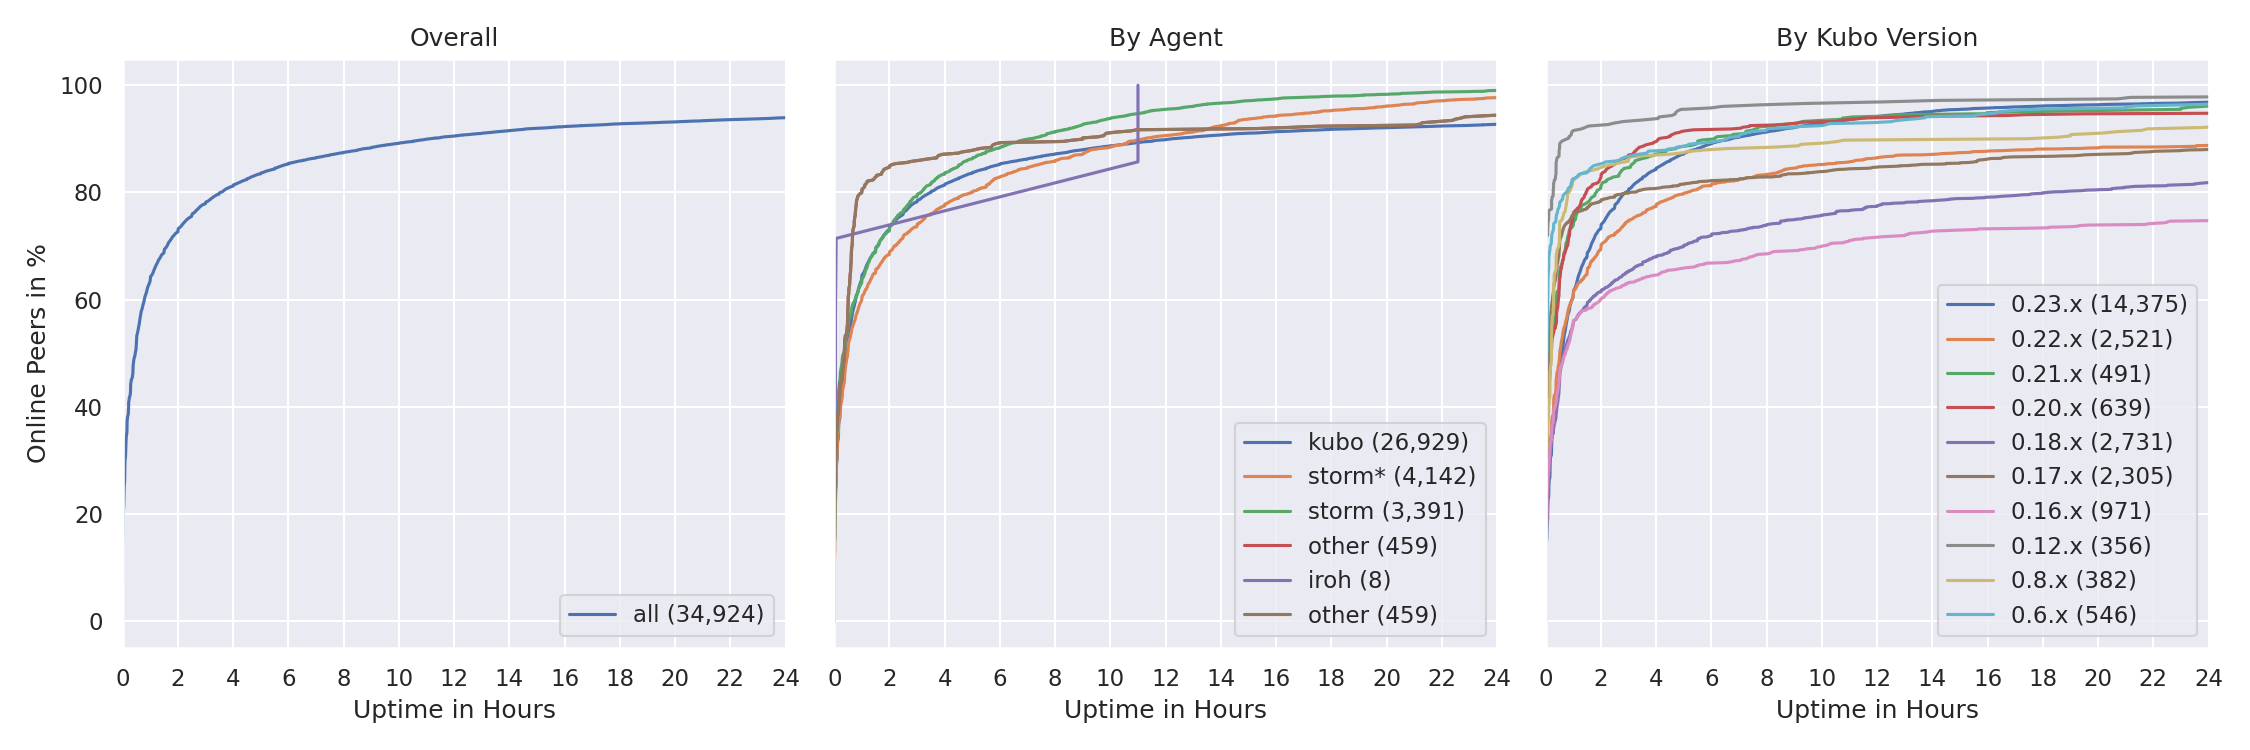 Overall
Online Peers in %
100
80
60
40
20
0
all (34,924)
0 2 4 6 8 10 12 14 16 18 20 22 24
Uptime in Hours
By Agent
kubo (26,929)
storm* (4,142)
storm (3,391)
other (459)
iroh (8)
other (459)
0 2 4 6 8 10 12 14 16 18 20 22 24
Uptime in Hours
By Kubo Version
0.23.x (14,375)
0.22.x (2,521)
0.21.x (491)
0.20.x (639)
0.18.x (2,731)
0.17.x (2,305)
0.16.x (971)
0.12.x (356)
0.8.x (382)
0.6.x (546)
0 2 4 6 8 10 12 14 16 18 20 22 24
Uptime in Hours